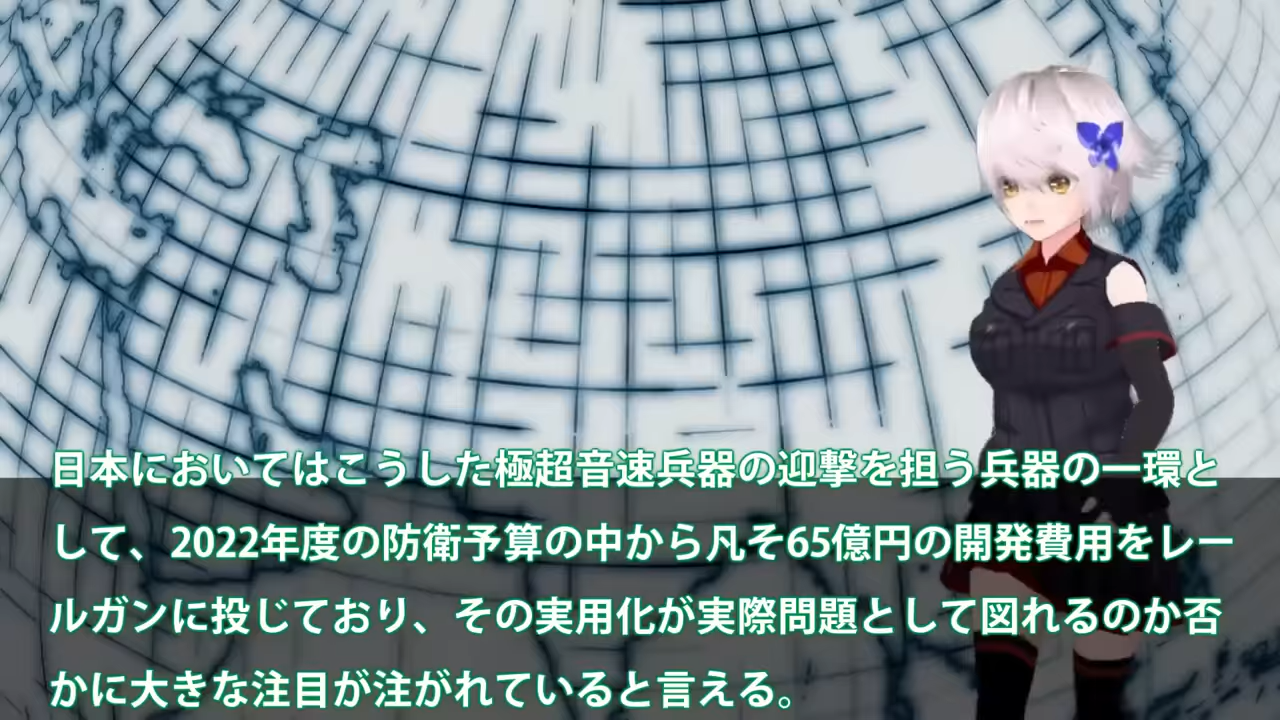 日本においてはこうした極超音速兵器の迎撃を担う兵器の一環と
して、2022年度の防衛予算の中から凡そ65億円の開発費用をレー
ルガンに投じており、その実用化が実際問題として図れるのか否
かに大きな注目が注がれていると言える。